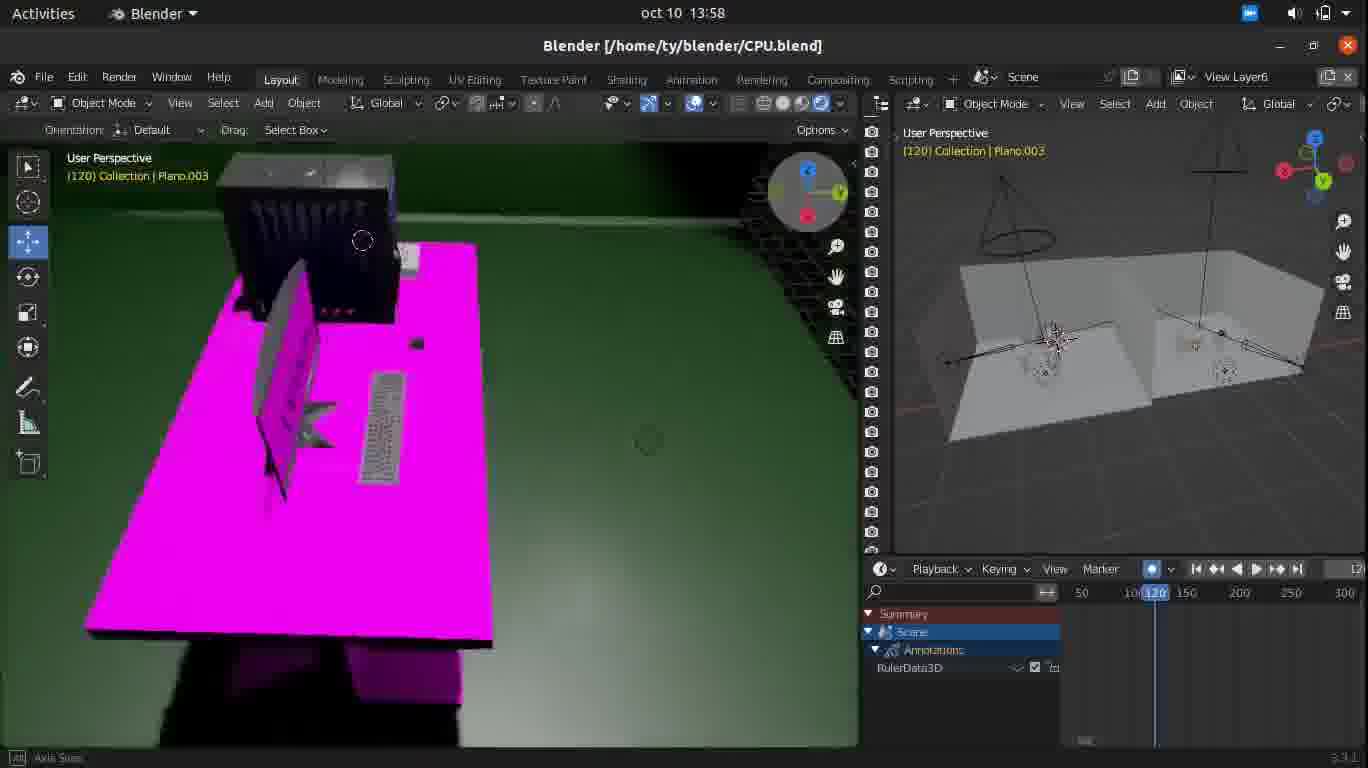 Activities Blender oct 10 13:58
Blender [/home/ty/blender/CPU.blend]
File Edit Render Window Help Layout Modeling Sculpting UV Editing Texture Paint Shading Animation Rendering Compositing Scripting + Scene View Layer6
Object Mode View Select Add Object Global
Object Mode View Select Add Object Global
Orientation: Default Drag: Select Box Options
User Perspective
(120) Collection | Plano.003
User Perspective
(120) Collection | Plano.003
Z
Y
Z
X
Y
Playback Keying View Marker
50 100 120 150 200 250 300
Summary
Scene
Annotations
RulerData3D
Axis Snap
3.3.1